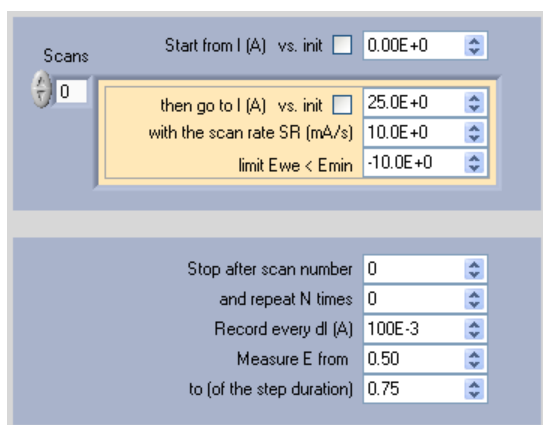 Scans
0
Start from I (A) vs. init 0.00E+0
then go to I (A) vs. init 25.0E+0
with the scan rate SR (mA/s) 10.0E+0
limit Ewe < Emin -10.0E+0
Stop after scan number 0
and repeat N times 0
Record every dI (A) 100E-3
Measure E from 0.50
to (of the step duration) 0.75